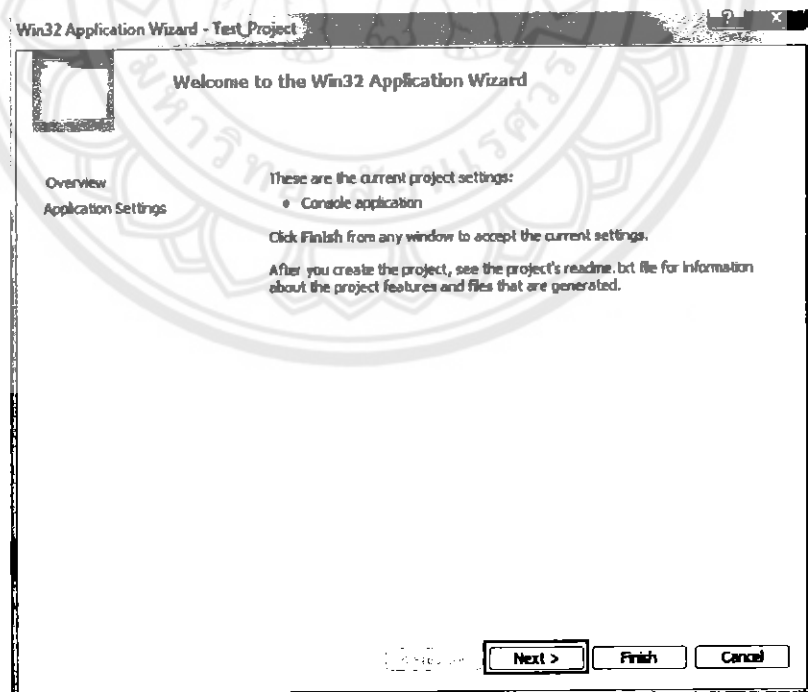 Win32 Application Wizard - Test_Project
Welcome to the Win32 Application Wizard
Overview
Application Settings
These are the current project settings:
• Console application
Click Finish from any window to accept the current settings.
After you create the project, see the project's readme.txt file for information
about the project features and files that are generated.
Next >
Finish
Cancel